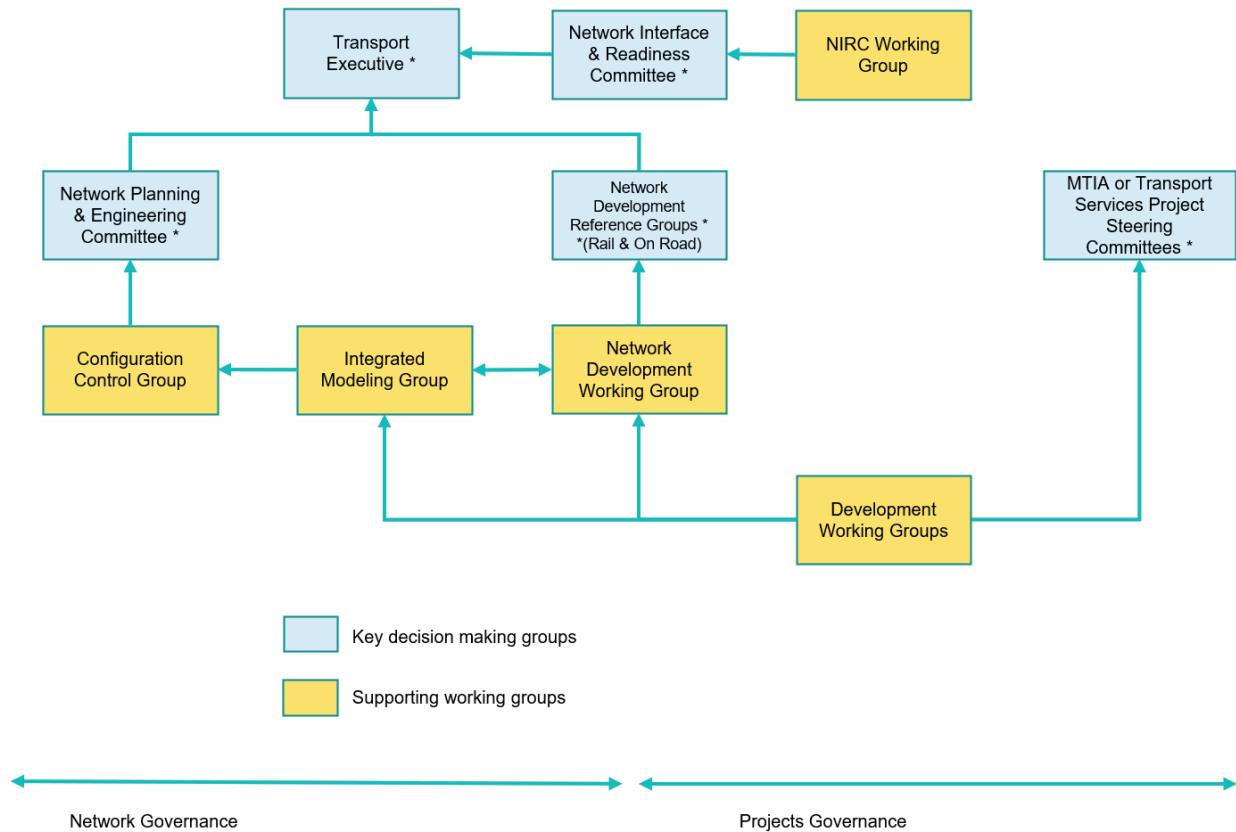 Transport
Executive *
Network Interface
& Readiness
Committee *
NIRC Working
Group
Network Planning
& Engineering
Committee *
Network
Development
Reference Groups *
*(Rail & On Road)
MTIA or Transport
Services Project
Steering
Committees *
Configuration
Control Group
Integrated
Modeling Group
Network
Development
Working Group
Development
Working Groups
Key decision making groups
Supporting working groups
Network Governance
Projects Governance